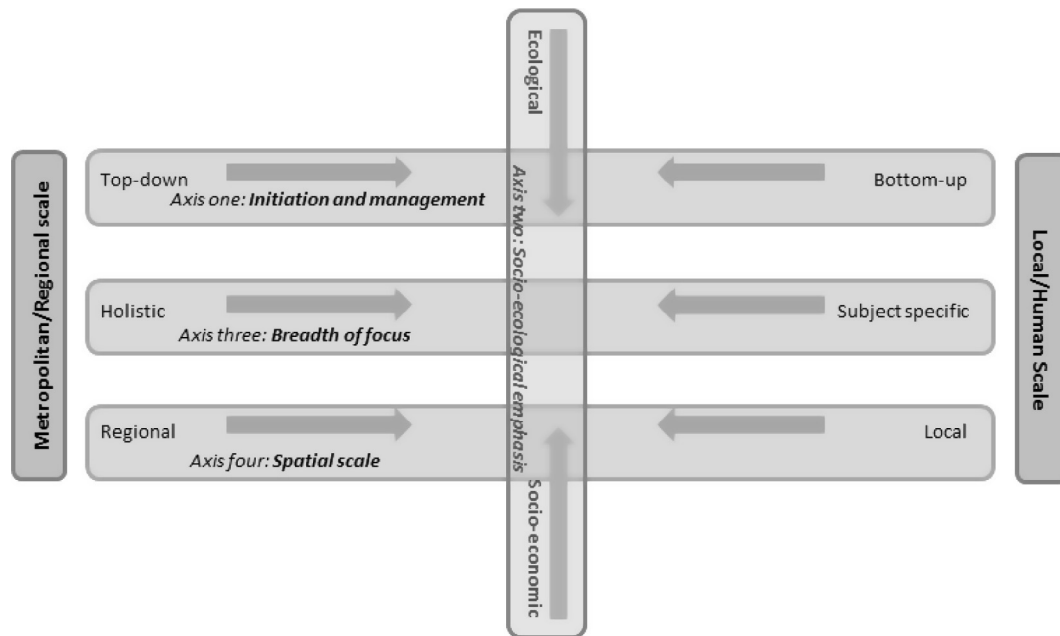 Ecological
Metropolitan/Regional scale
Top-down
Bottom-up
Axis one: Initiation and management
Axis two: Socio-ecological emphasis
Local/Human Scale
Holistic
Subject specific
Axis three: Breadth of focus
Regional
Local
Axis four: Spatial scale
Socio-economic